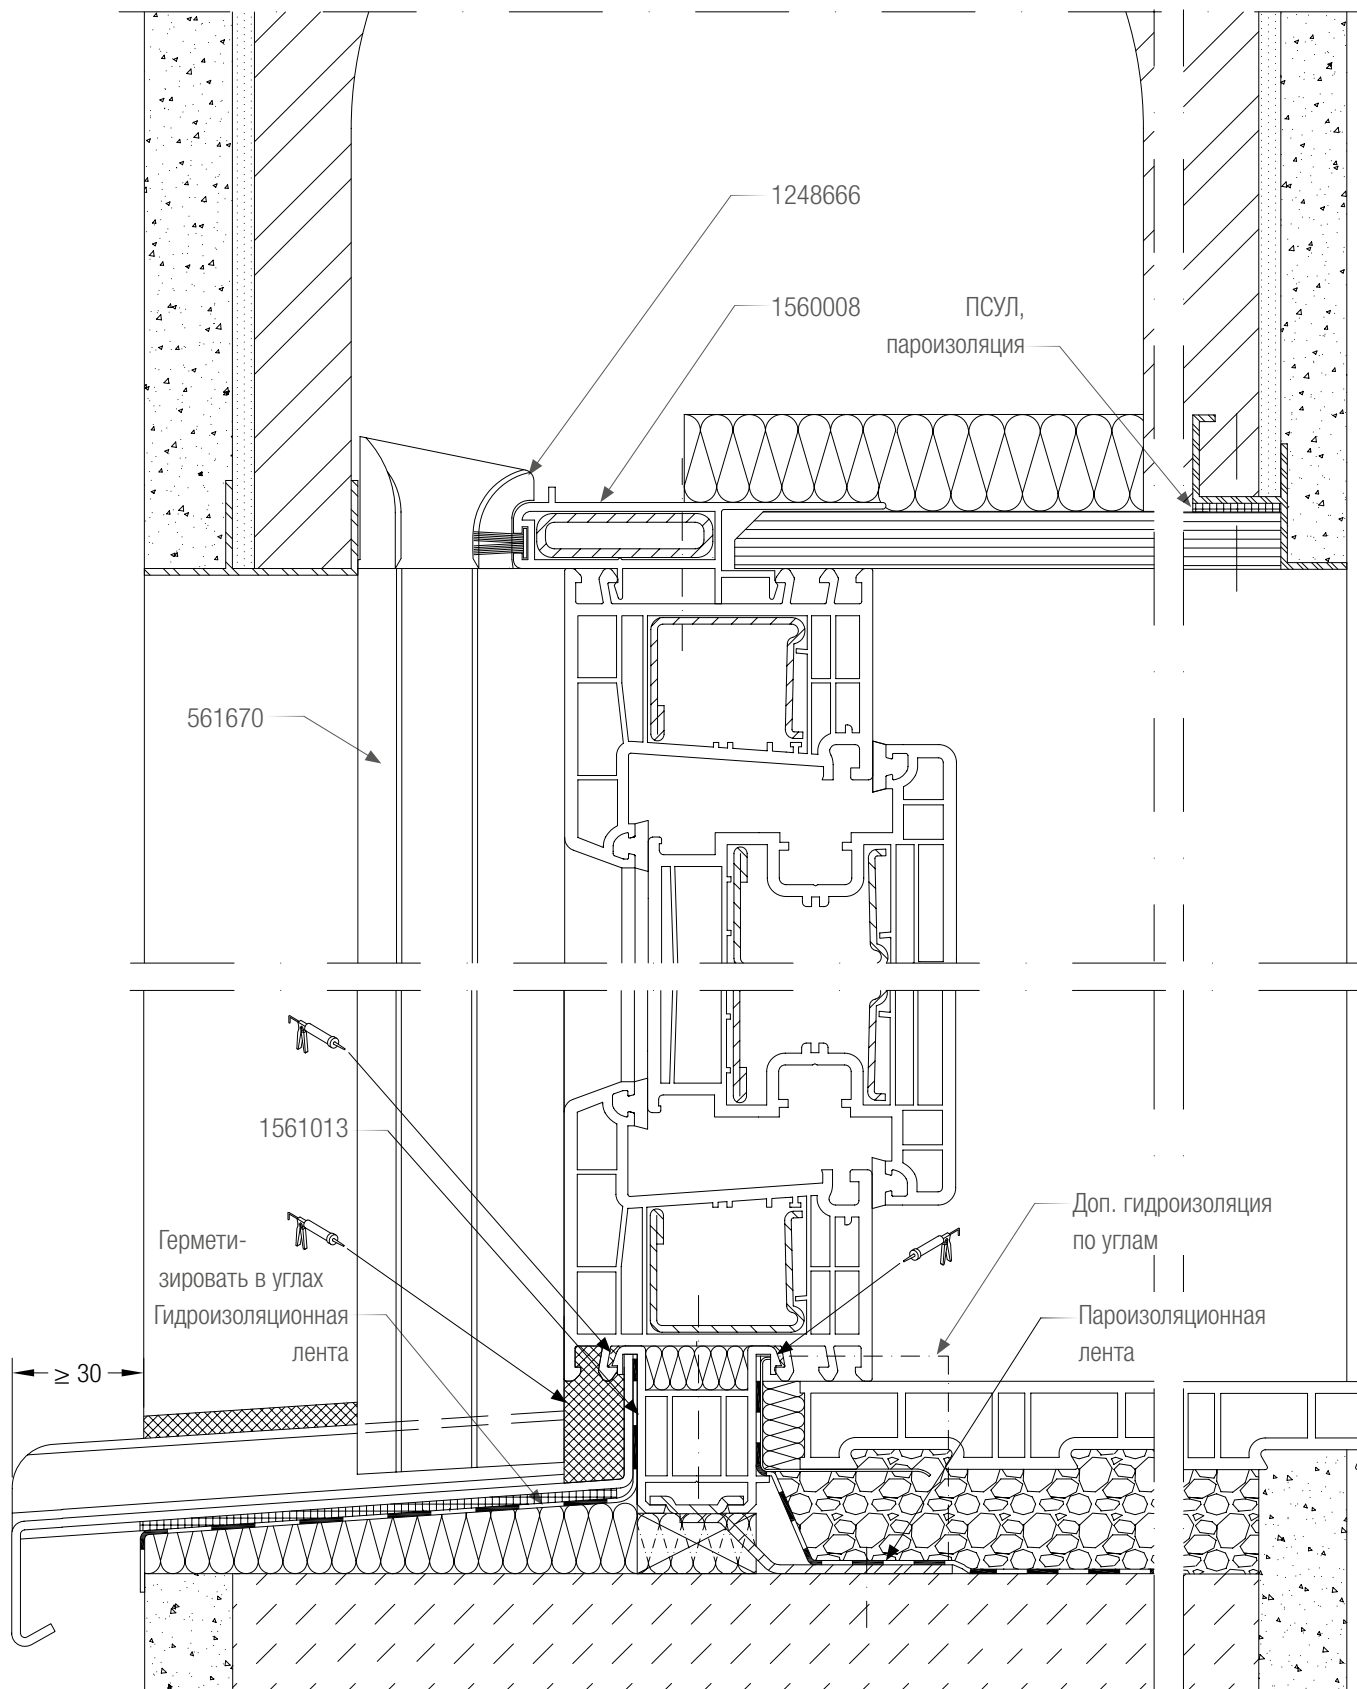 1248666
1560008
ПСУЛ,
пароизоляция
561670
1561013
Гермети-
зировать в углах
Гидроизоляционная
лента
Доп. гидроизоляция
по углам
Пароизоляционная
лента
≥ 30